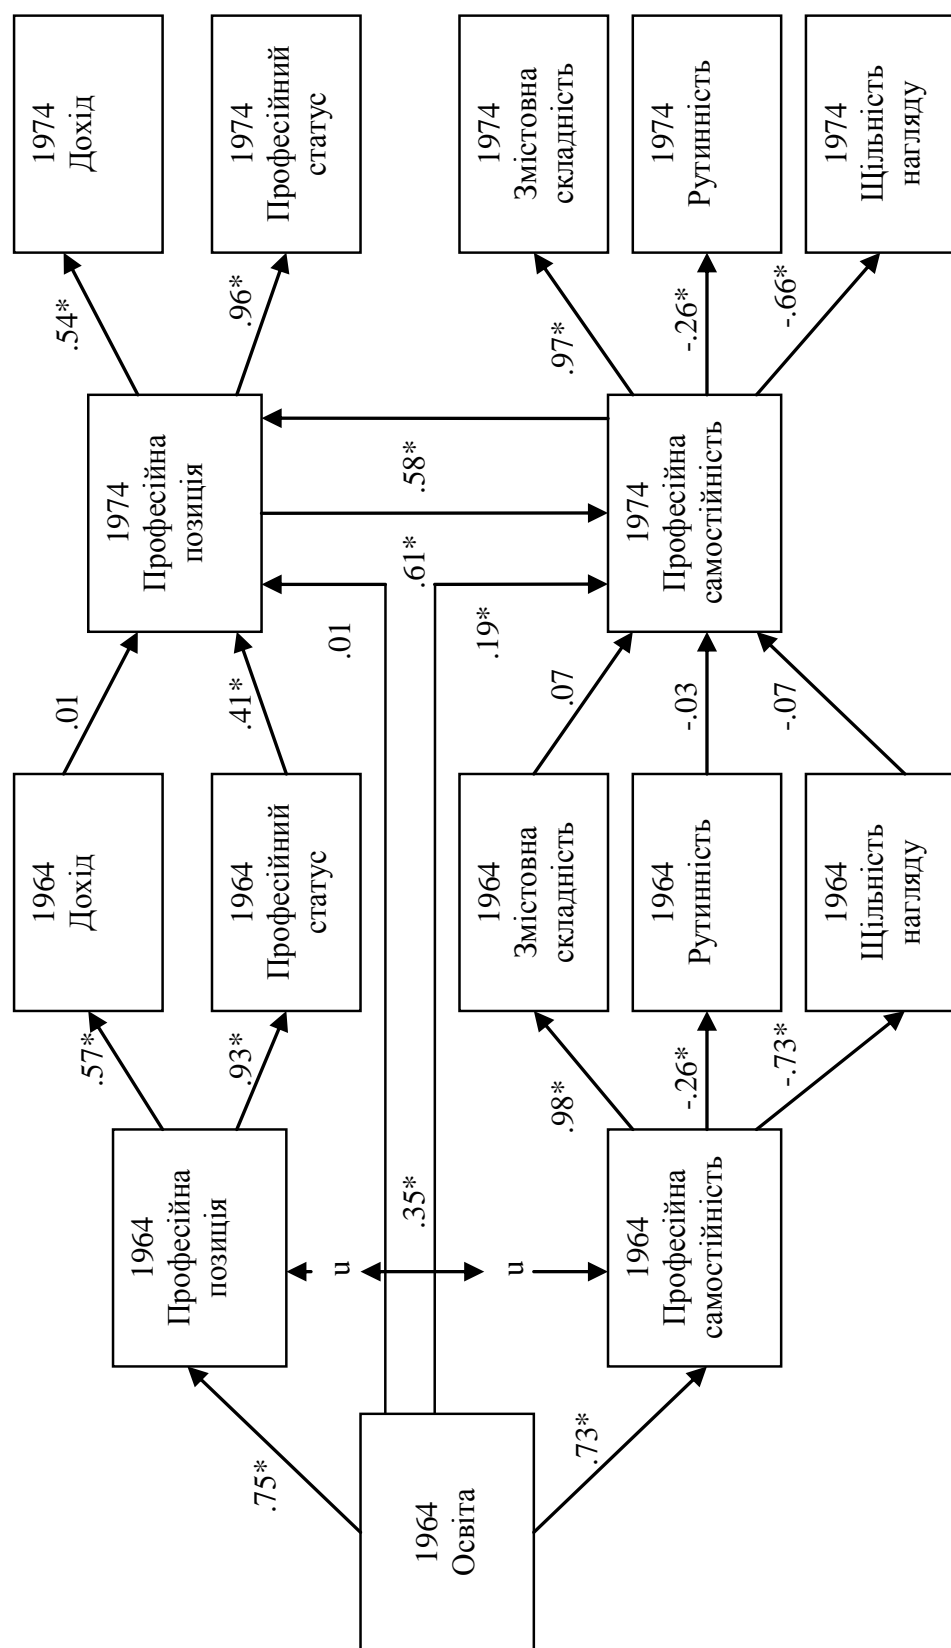 1964
Освіта
.75*
.73*
1964
Професійна
позиція
u
u
1964
Професійна
самостійність
.35*
.57*
.93*
.98*
-.26*
-.73*
1964
Дохід
1964
Професійний
статус
1964
Змістовна
складність
1964
Рутинність
1964
Щільність
нагляду
.01
.41*
.01
.19*
.07
-.03
-.07
1974
Професійна
позиція
.61*
.58*
1974
Професійна
самостійність
.54*
.96*
.97*
-.26*
-.66*
1974
Дохід
1974
Професійний
статус
1974
Змістовна
складність
1974
Рутинність
1974
Щільність
нагляду